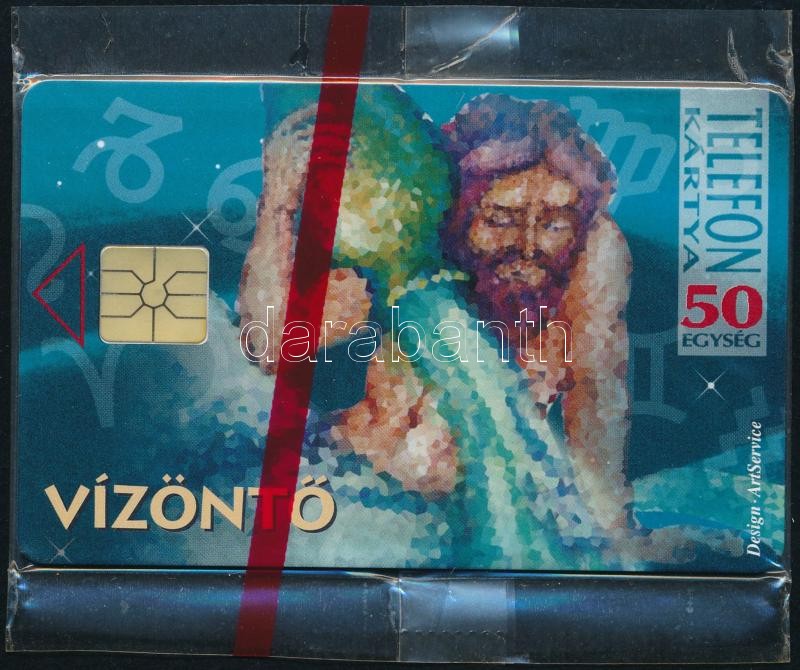 TELEFON
KÁRTYA
50
EGYSÉG
darabanth
VÍZÖNTŐ
Design · ArtService